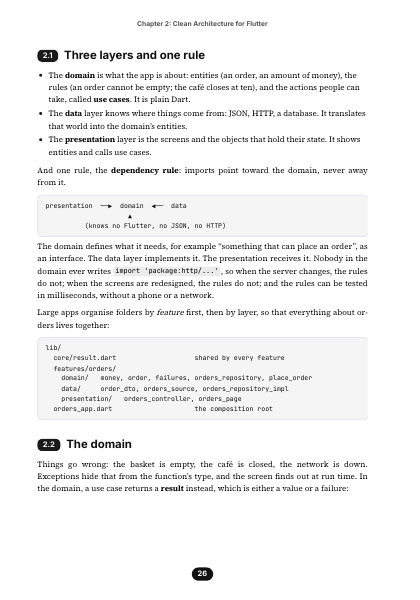 Chapter 2: Clean Architecture for Flutter
2.1 Three layers and one rule
• The domain is what the app is about: entities (an order, an amount of money), the
rules (an order cannot be empty; the café closes at ten), and the actions people can
take, called use cases. It is plain Dart.
• The data layer knows where things come from: JSON, HTTP, a database. It translates
that world into the domain's entities.
• The presentation layer is the screens and the objects that hold their state. It shows
entities and calls use cases.
And one rule, the dependency rule: imports point toward the domain, never away
from it.
presentation ──▶ domain ◀── data
▲
(knows no Flutter, no JSON, no HTTP)
The domain defines what it needs, for example “something that can place an order”, as
an interface. The data layer implements it. The presentation receives it. Nobody in the
domain ever writes import 'package:http/...', so when the server changes, the rules
do not; when the screens are redesigned, the rules do not; and the rules can be tested
in milliseconds, without a phone or a network.
Large apps organise folders by feature first, then by layer, so that everything about or-
ders lives together:
lib/
core/result.dart shared by every feature
features/orders/
domain/ money, order, failures, orders_repository, place_order
data/ order_dto, orders_source, orders_repository_impl
presentation/ orders_controller, orders_page
orders_app.dart the composition root
2.2 The domain
Things go wrong: the basket is empty, the café is closed, the network is down.
Exceptions hide that from the function's type, and the screen finds out at run time. In
the domain, a use case returns a result instead, which is either a value or a failure:
26